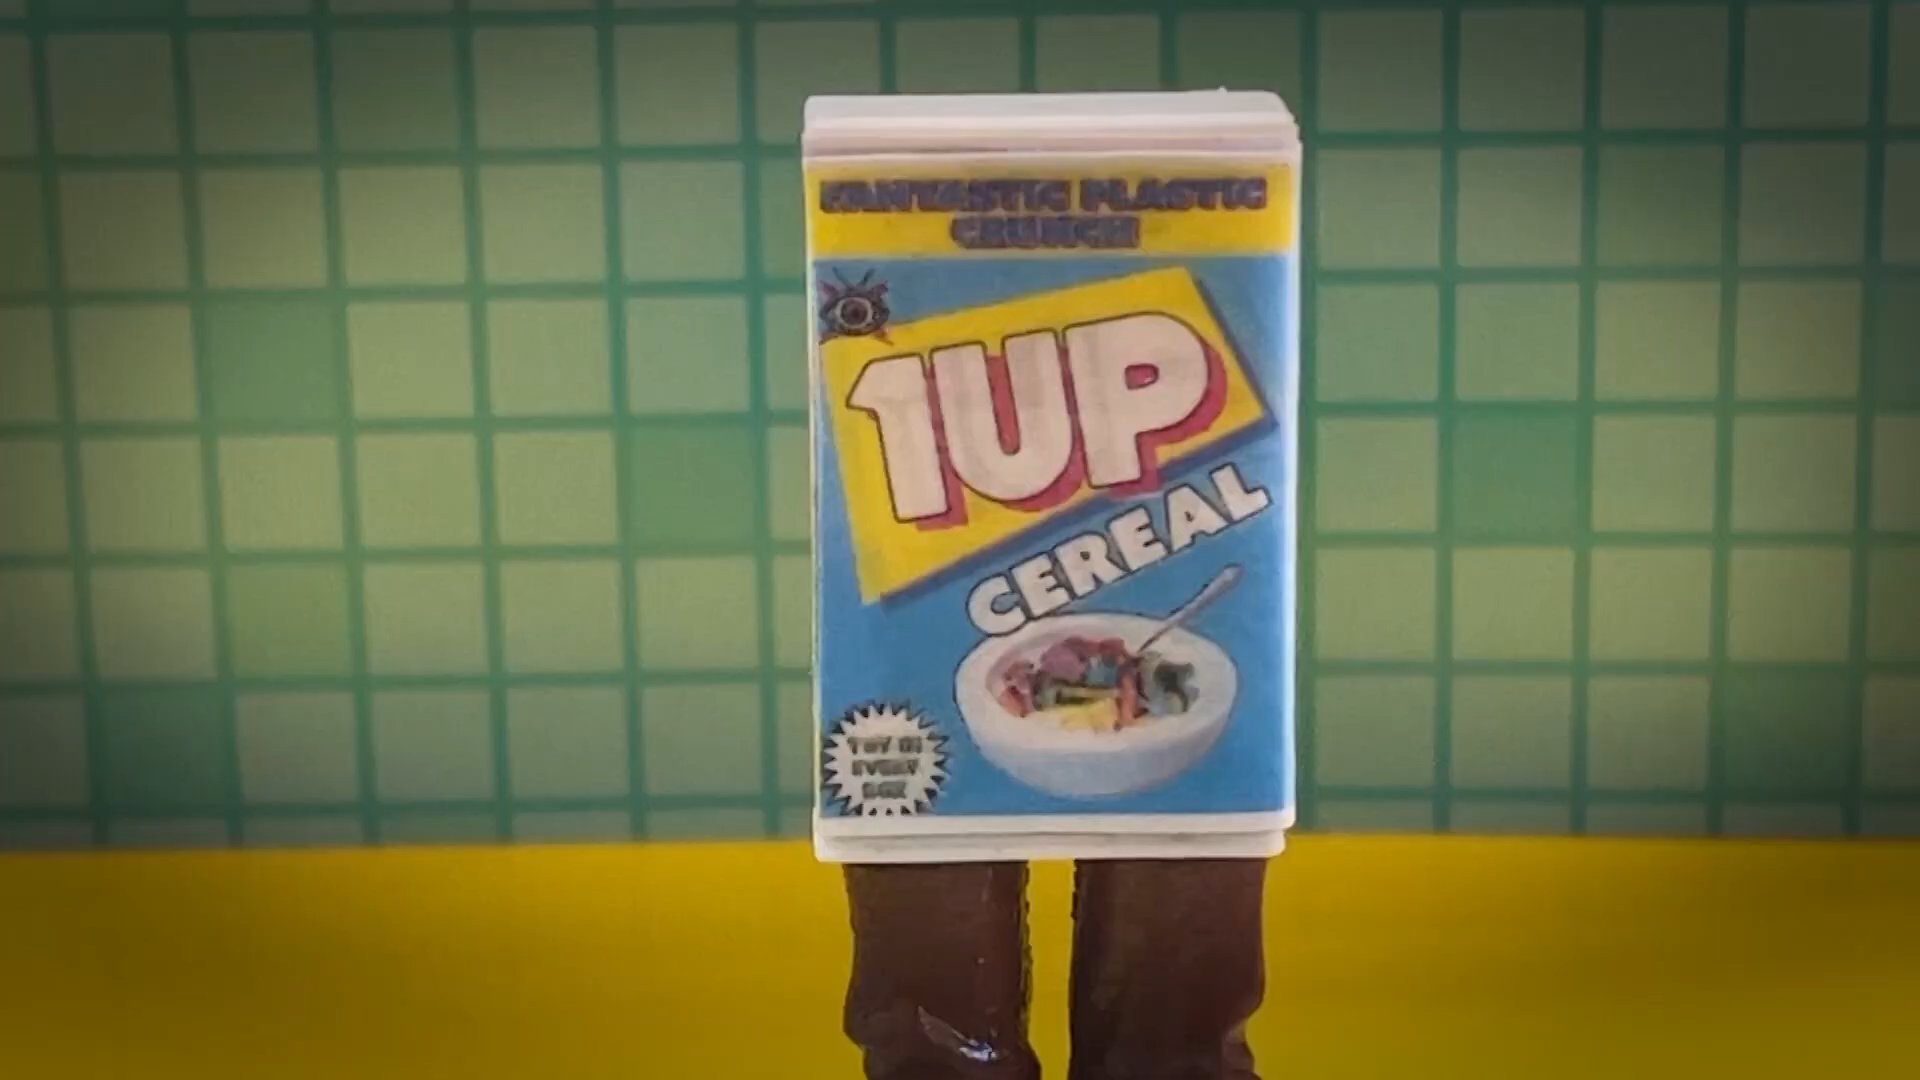 FANTASTIC PLASTIC
CRUNCH
1UP
CEREAL
TOY IN
EVERY
BOX